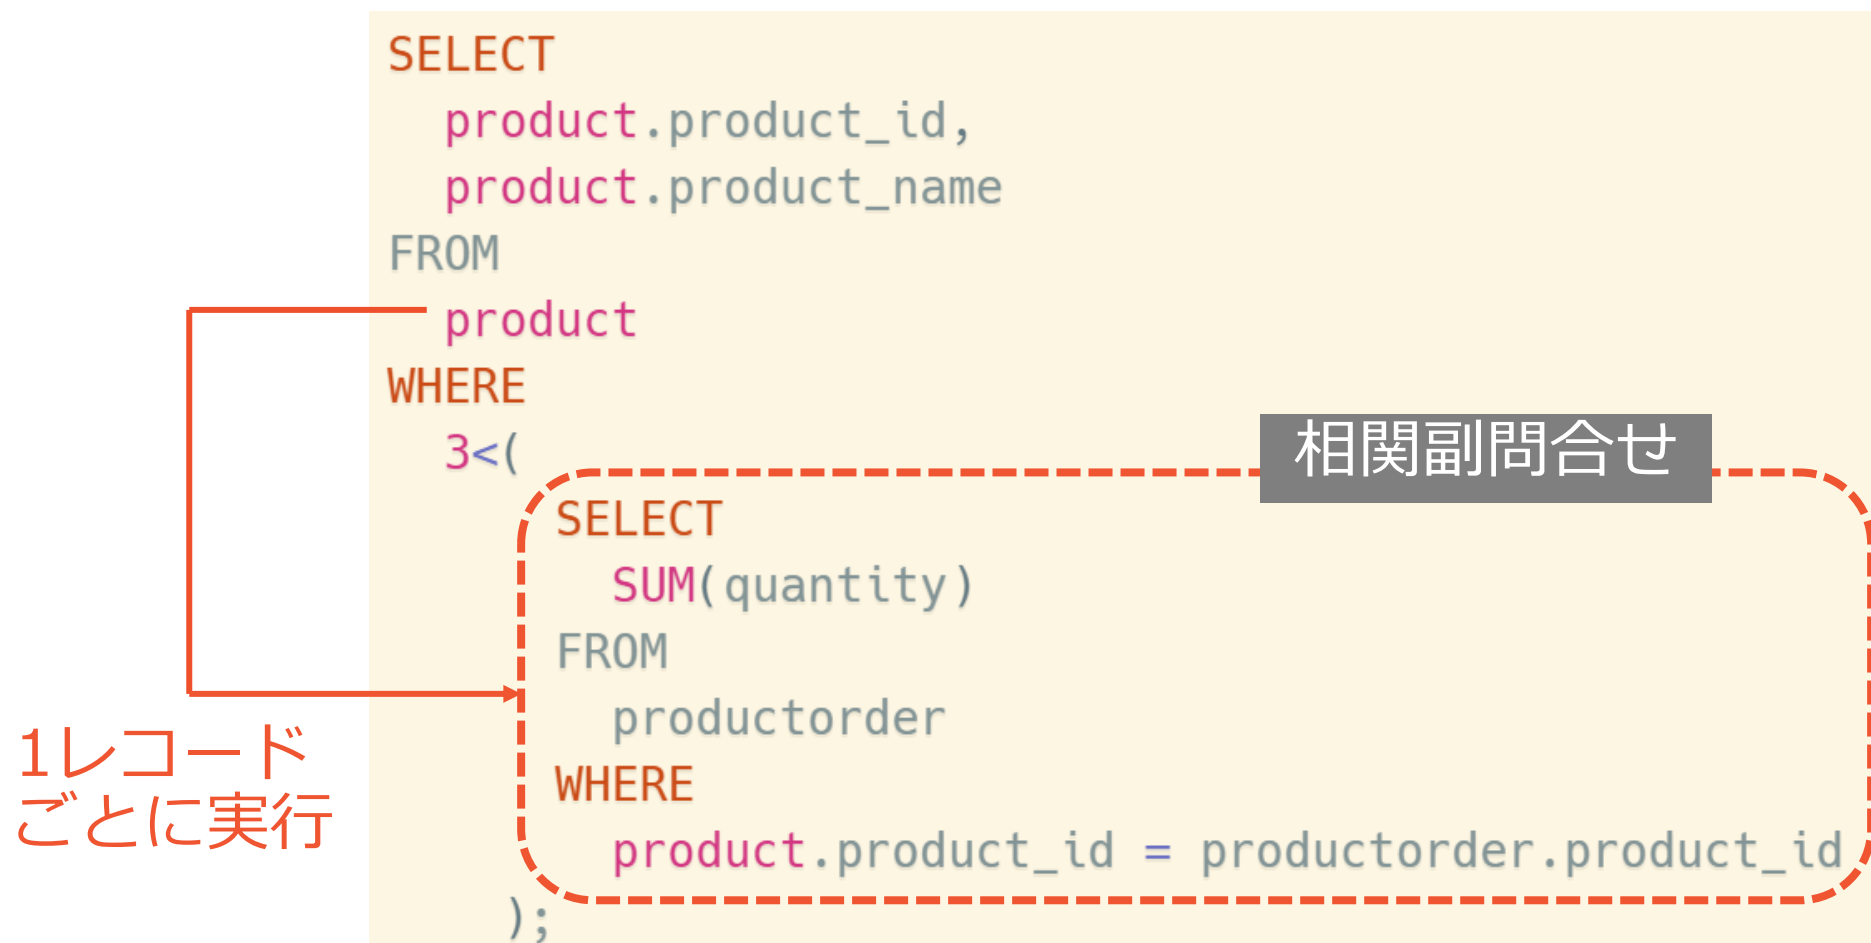 SELECT
product.product_id,
product.product_name
FROM
product
WHERE
3<(
相関副問合せ
SELECT
SUM(quantity)
FROM
productorder
WHERE
product.product_id = productorder.product_id
);
1レコード
ごとに実行